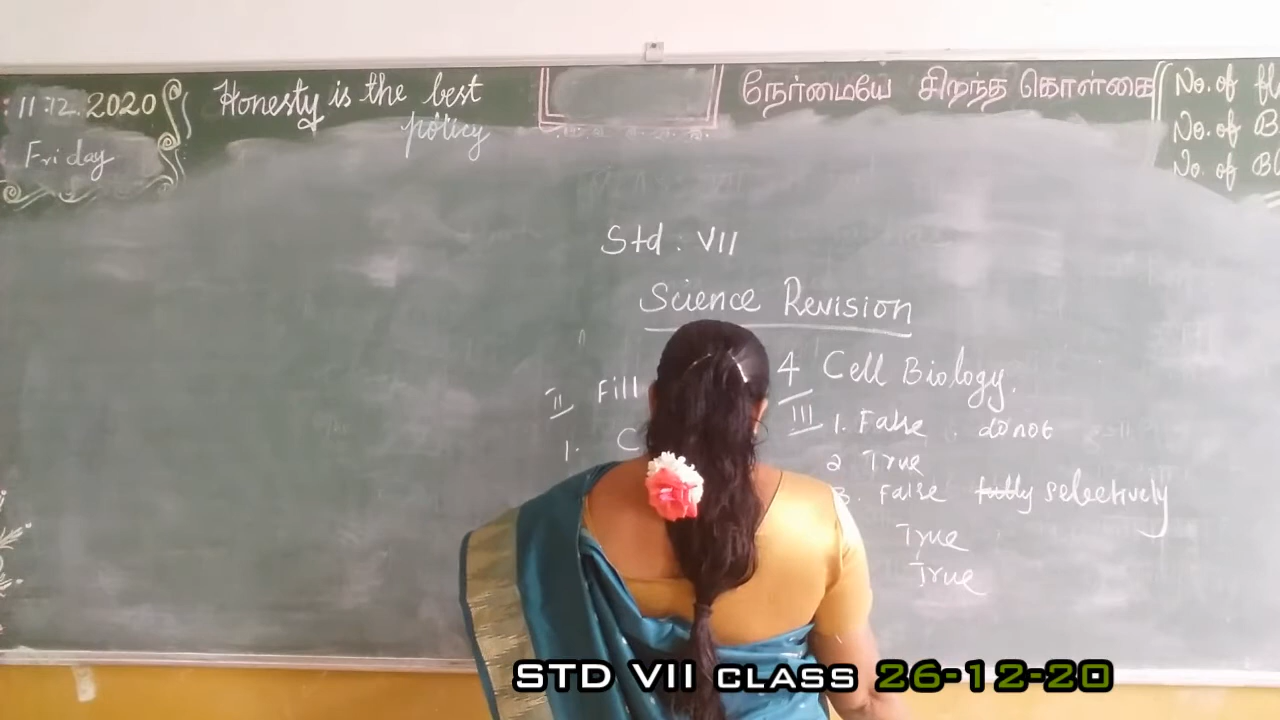 : 11.12.2020
Friday
Honesty is the best
policy
நேர்மையே சிறந்த கொள்கை
No. of
No. of B
No. of
Std : VII
Science Revision
4 Cell Biology.
II Fill
1.
III 1. False . do not
2 True
3. False fully selectively
True
True
STD VII CLASS 26-12-20